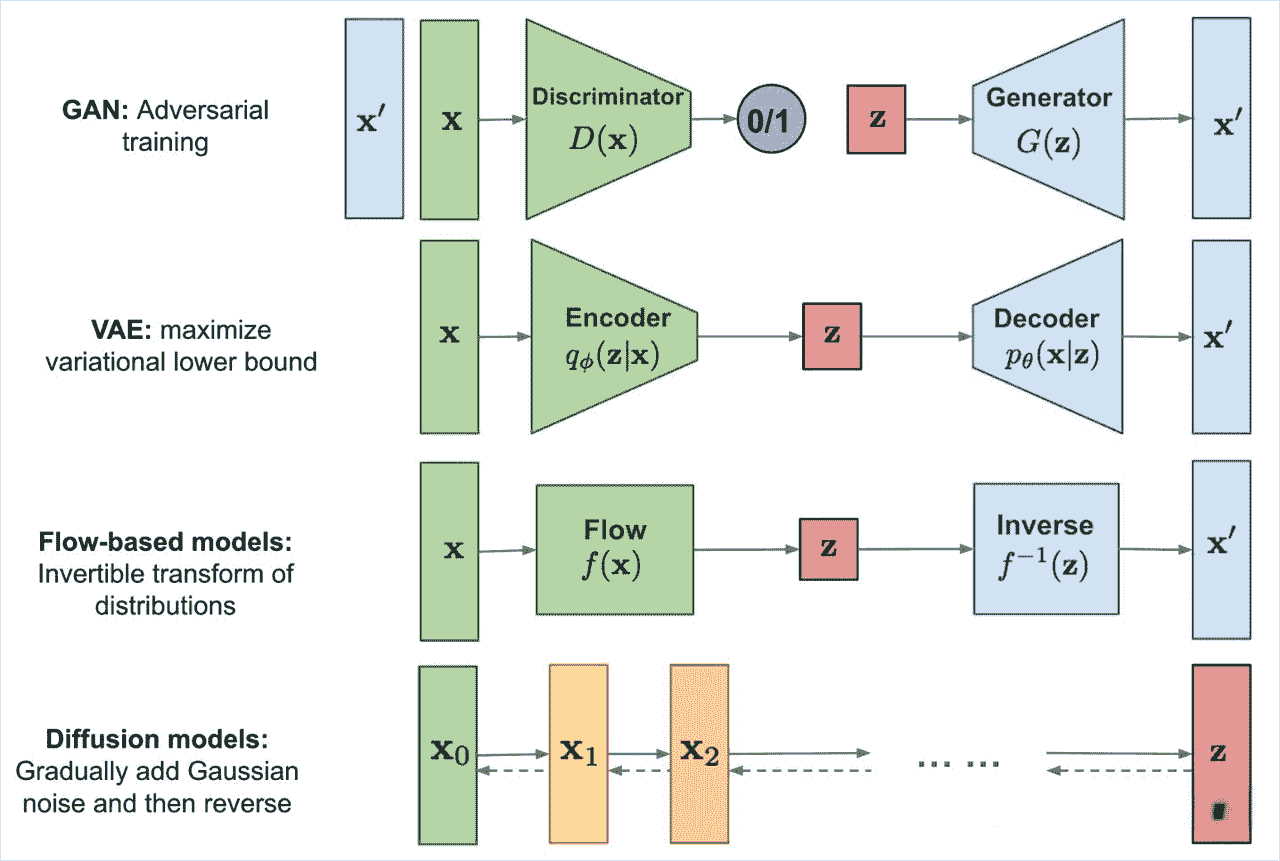 GAN: Adversarial
training
x′
x
Discriminator
D(x)
0/1
z
Generator
G(z)
x′
VAE: maximize
variational lower bound
x
Encoder
qϕ(z|x)
z
Decoder
pθ(x|z)
x′
Flow-based models:
Invertible transform of
distributions
x
Flow
f(x)
z
Inverse
f⁻¹(z)
x′
Diffusion models:
Gradually add Gaussian
noise and then reverse
x₀
x₁
x₂
... ...
z